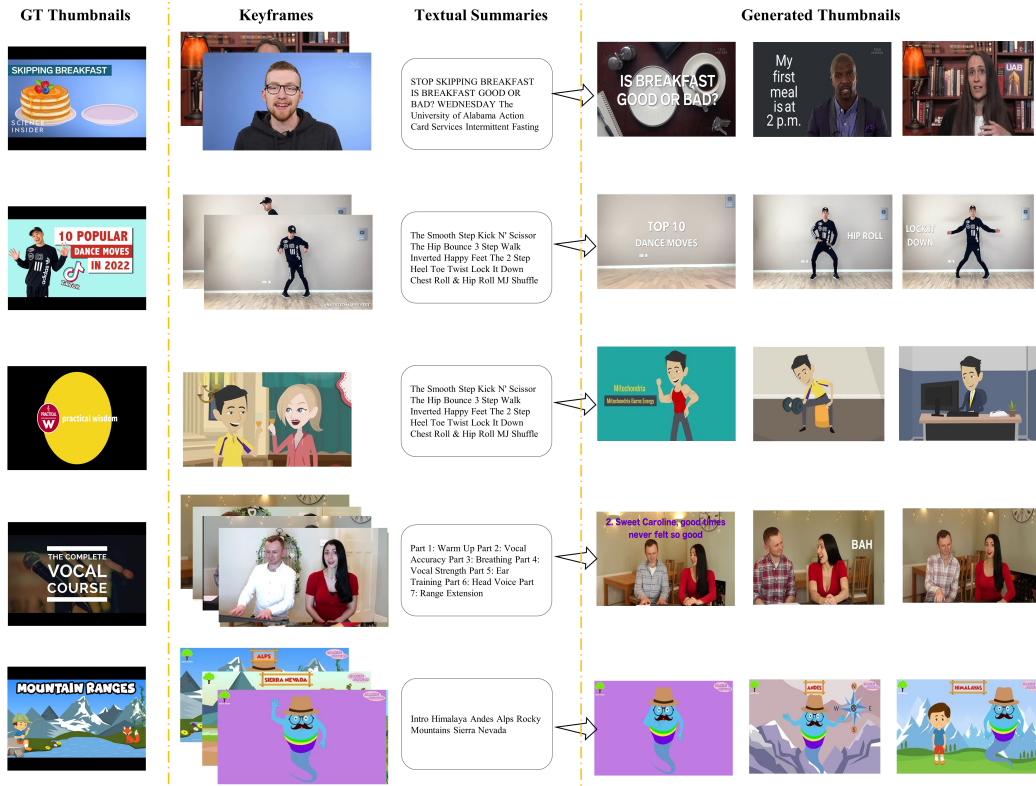 GT Thumbnails
Keyframes
Textual Summaries
Generated Thumbnails
SKIPPING BREAKFAST
SCIENCE
INSIDER
STOP SKIPPING BREAKFAST
IS BREAKFAST GOOD OR
BAD? WEDNESDAY The
University of Alabama Action
Card Services Intermittent Fasting
IS BREAKFAST
GOOD OR BAD?
My
first
meal
is at
2 p.m.
UAB
10 POPULAR
DANCE MOVES
IN 2022
The Smooth Step Kick N' Scissor
The Hip Bounce 3 Step Walk
Inverted Happy Feet The 2 Step
Heel Toe Twist Lock It Down
Chest Roll & Hip Roll MJ Shuffle
TOP 10
DANCE MOVES
HIP ROLL
LOCK IT
DOWN
PRACTICAL
W
practical wisdom
The Smooth Step Kick N' Scissor
The Hip Bounce 3 Step Walk
Inverted Happy Feet The 2 Step
Heel Toe Twist Lock It Down
Chest Roll & Hip Roll MJ Shuffle
Mitochondria
Mitochondria Burns Energy
THE COMPLETE
VOCAL
COURSE
Part 1: Warm Up Part 2: Vocal
Accuracy Part 3: Breathing Part 4:
Vocal Strength Part 5: Ear
Training Part 6: Head Voice Part
7: Range Extension
2. Sweet Caroline, good times
never felt so good
BAH
MOUNTAIN RANGES
ALPS
SIERRA NEVADA
Intro Himalaya Andes Alps Rocky
Mountains Sierra Nevada
ANDES
N
W
E
S
HIMALAYAS